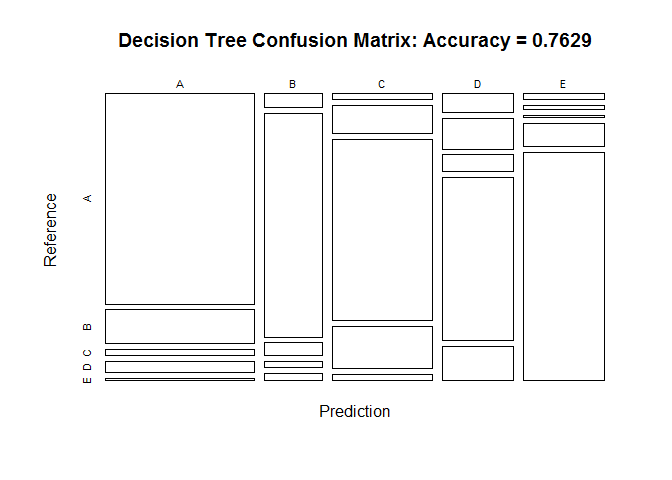 Decision Tree Confusion Matrix: Accuracy = 0.7629
A B C D E
Reference
A
B
C
D
E
Prediction